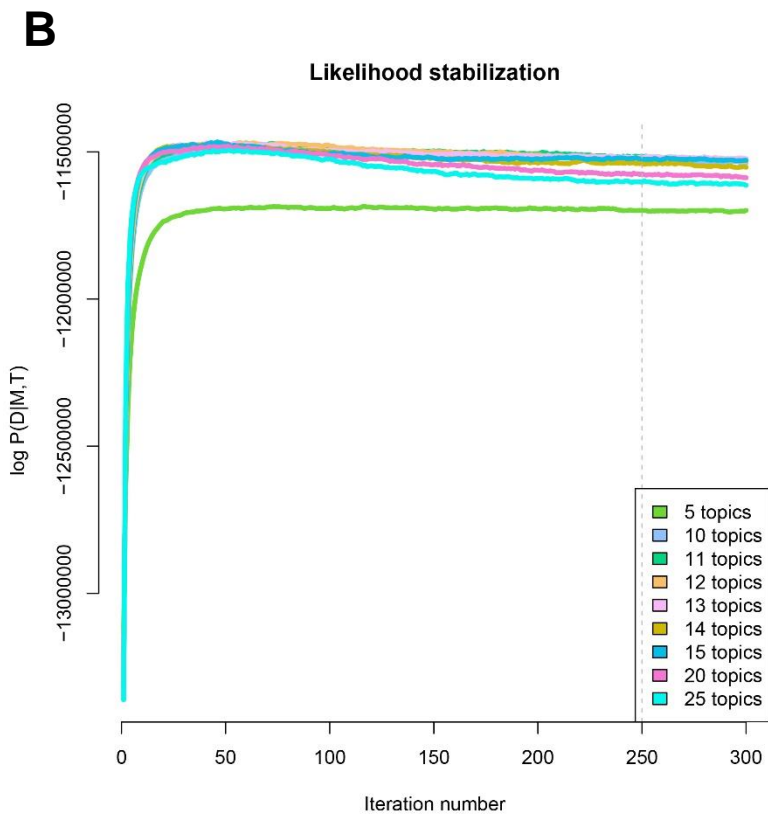 B
Likelihood stabilization
log P(D|M,T)
-11500000
-12000000
-12500000
-13000000
5 topics
10 topics
11 topics
12 topics
13 topics
14 topics
15 topics
20 topics
25 topics
0 50 100 150 200 250 300
Iteration number